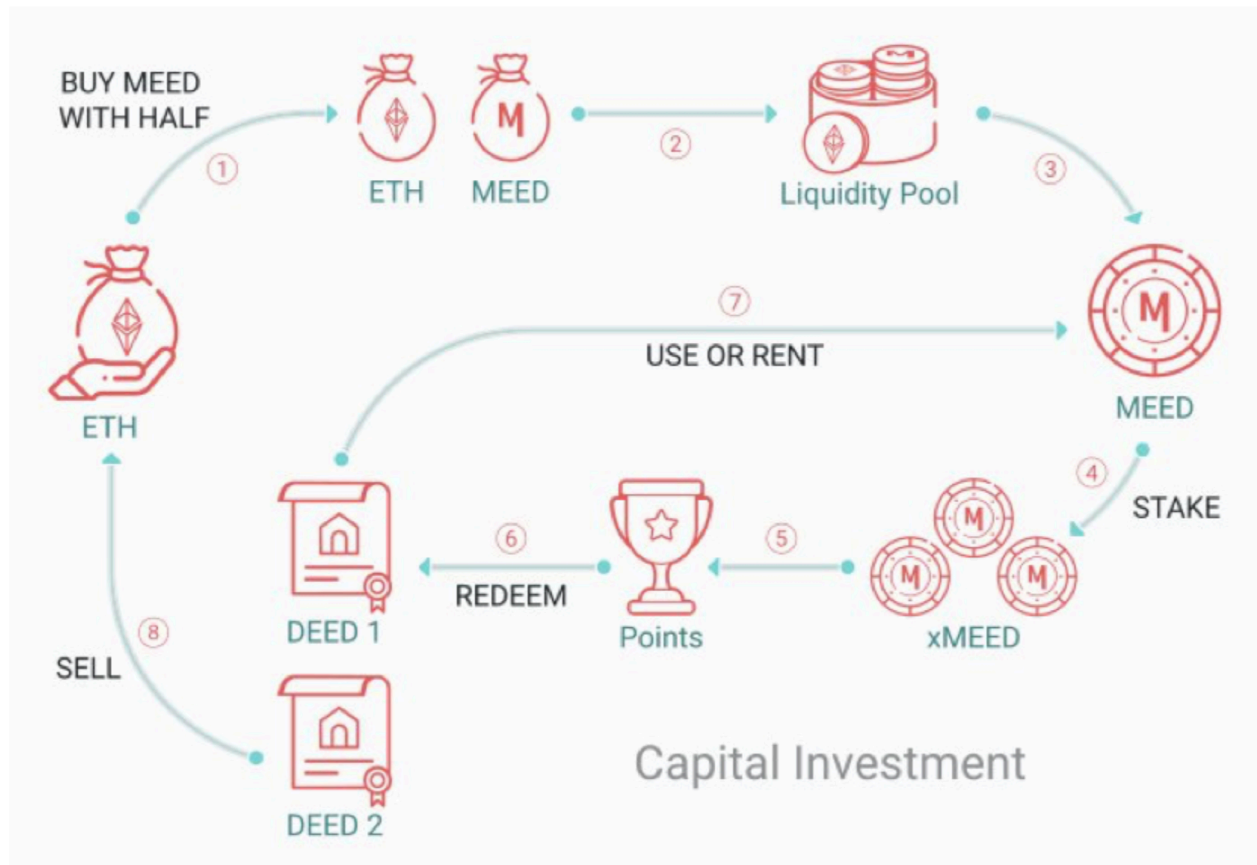 BUY MEED
WITH HALF
1
ETH
M
MEED
2
Liquidity Pool
3
ETH
7
USE OR RENT
M
MEED
4
STAKE
M
M
M
xMEED
5
Points
6
REDEEM
DEED 1
8
SELL
DEED 2
Capital Investment